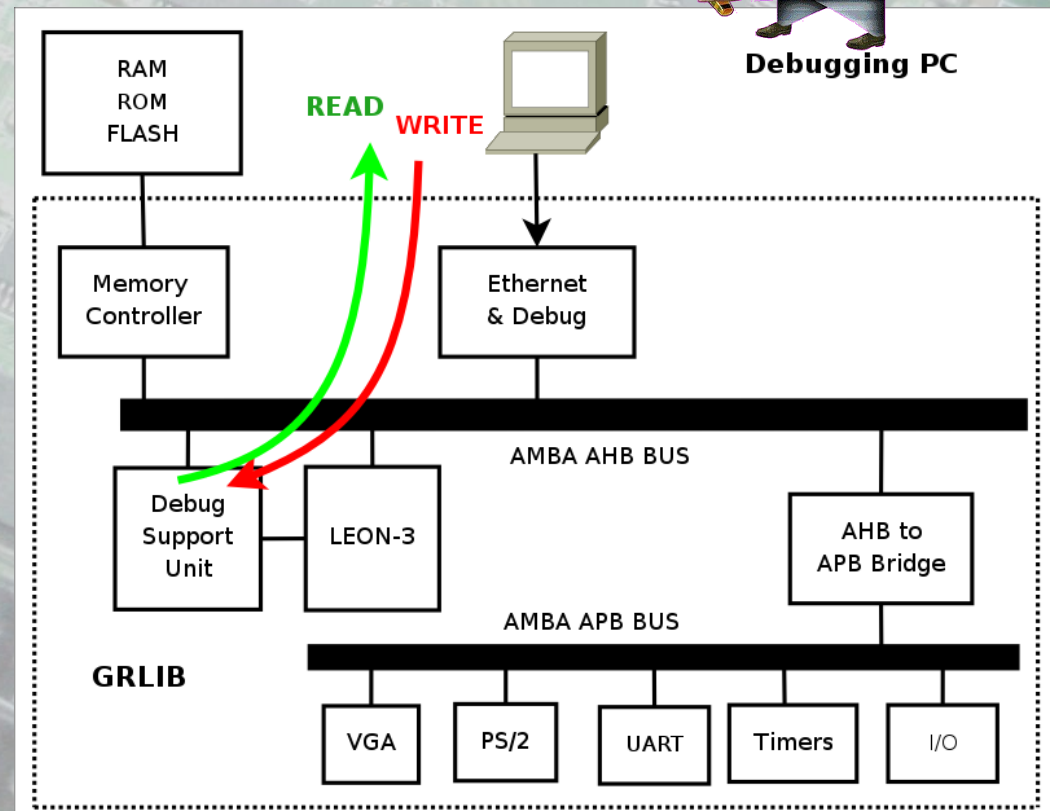 Debugging PC
RAM
ROM
FLASH
READ
WRITE
Memory
Controller
Ethernet
& Debug
AMBA AHB BUS
Debug
Support
Unit
LEON-3
AHB to
APB Bridge
AMBA APB BUS
GRLIB
VGA
PS/2
UART
Timers
I/O